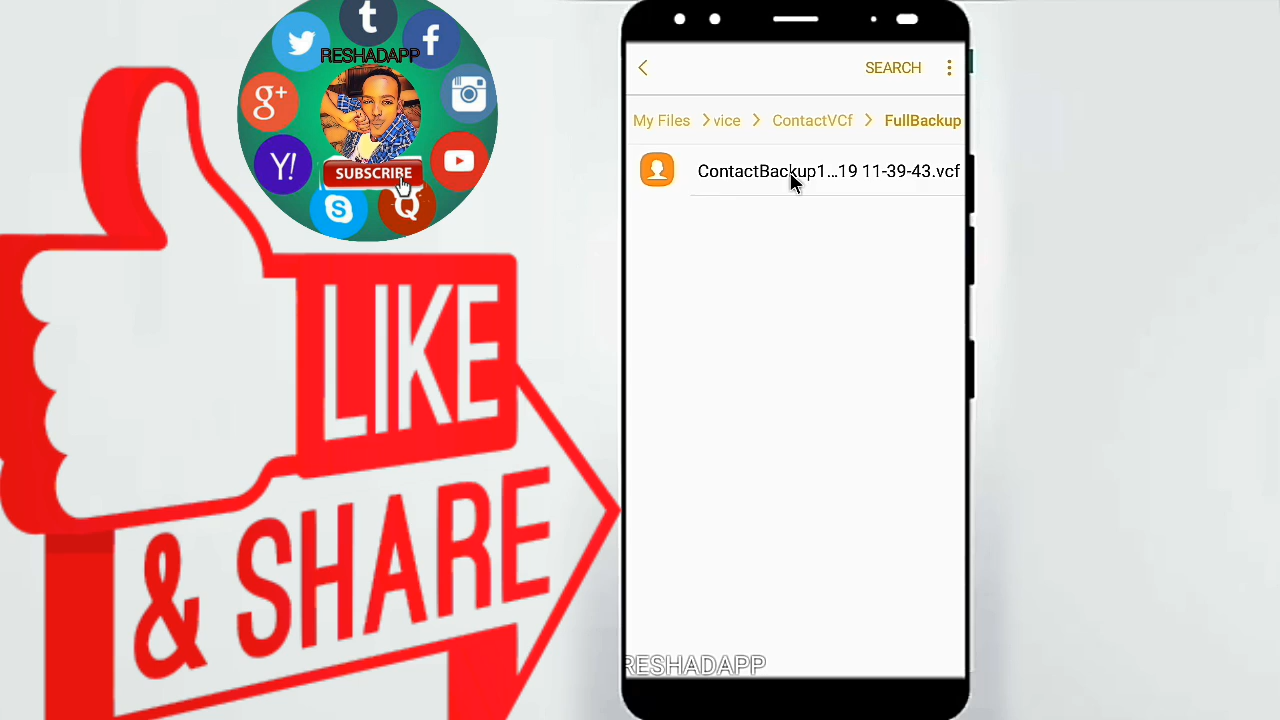 RESHADAPP
t
f
g+
Y!
S
Q
SUBSCRIBE
LIKE
& SHARE
SEARCH
My Files > vice > ContactVCf > FullBackup
ContactBackup1...19 11-39-43.vcf
RESHADAPP